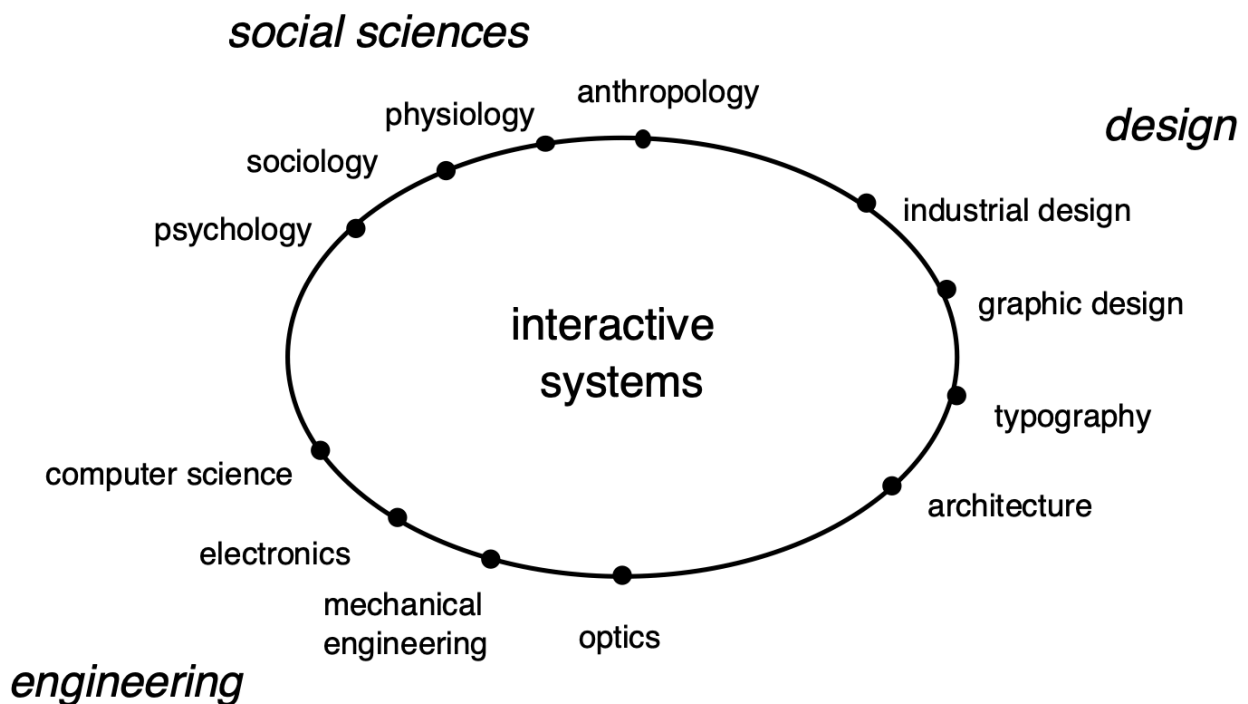 social sciences
anthropology
physiology
design
sociology
industrial design
psychology
graphic design
interactive
systems
typography
computer science
architecture
electronics
mechanical
engineering
optics
engineering